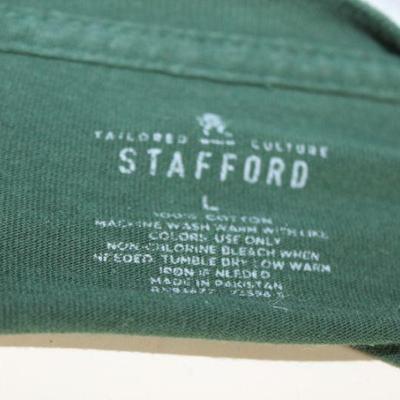 TAILORED CULTURE
STAFFORD
L
100% COTTON
MACHINE WASH WARM WITH LIKE
COLORS. USE ONLY
NON-CHLORINE BLEACH WHEN
NEEDED. TUMBLE DRY LOW WARM
IRON IF NEEDED
MADE IN PAKISTAN